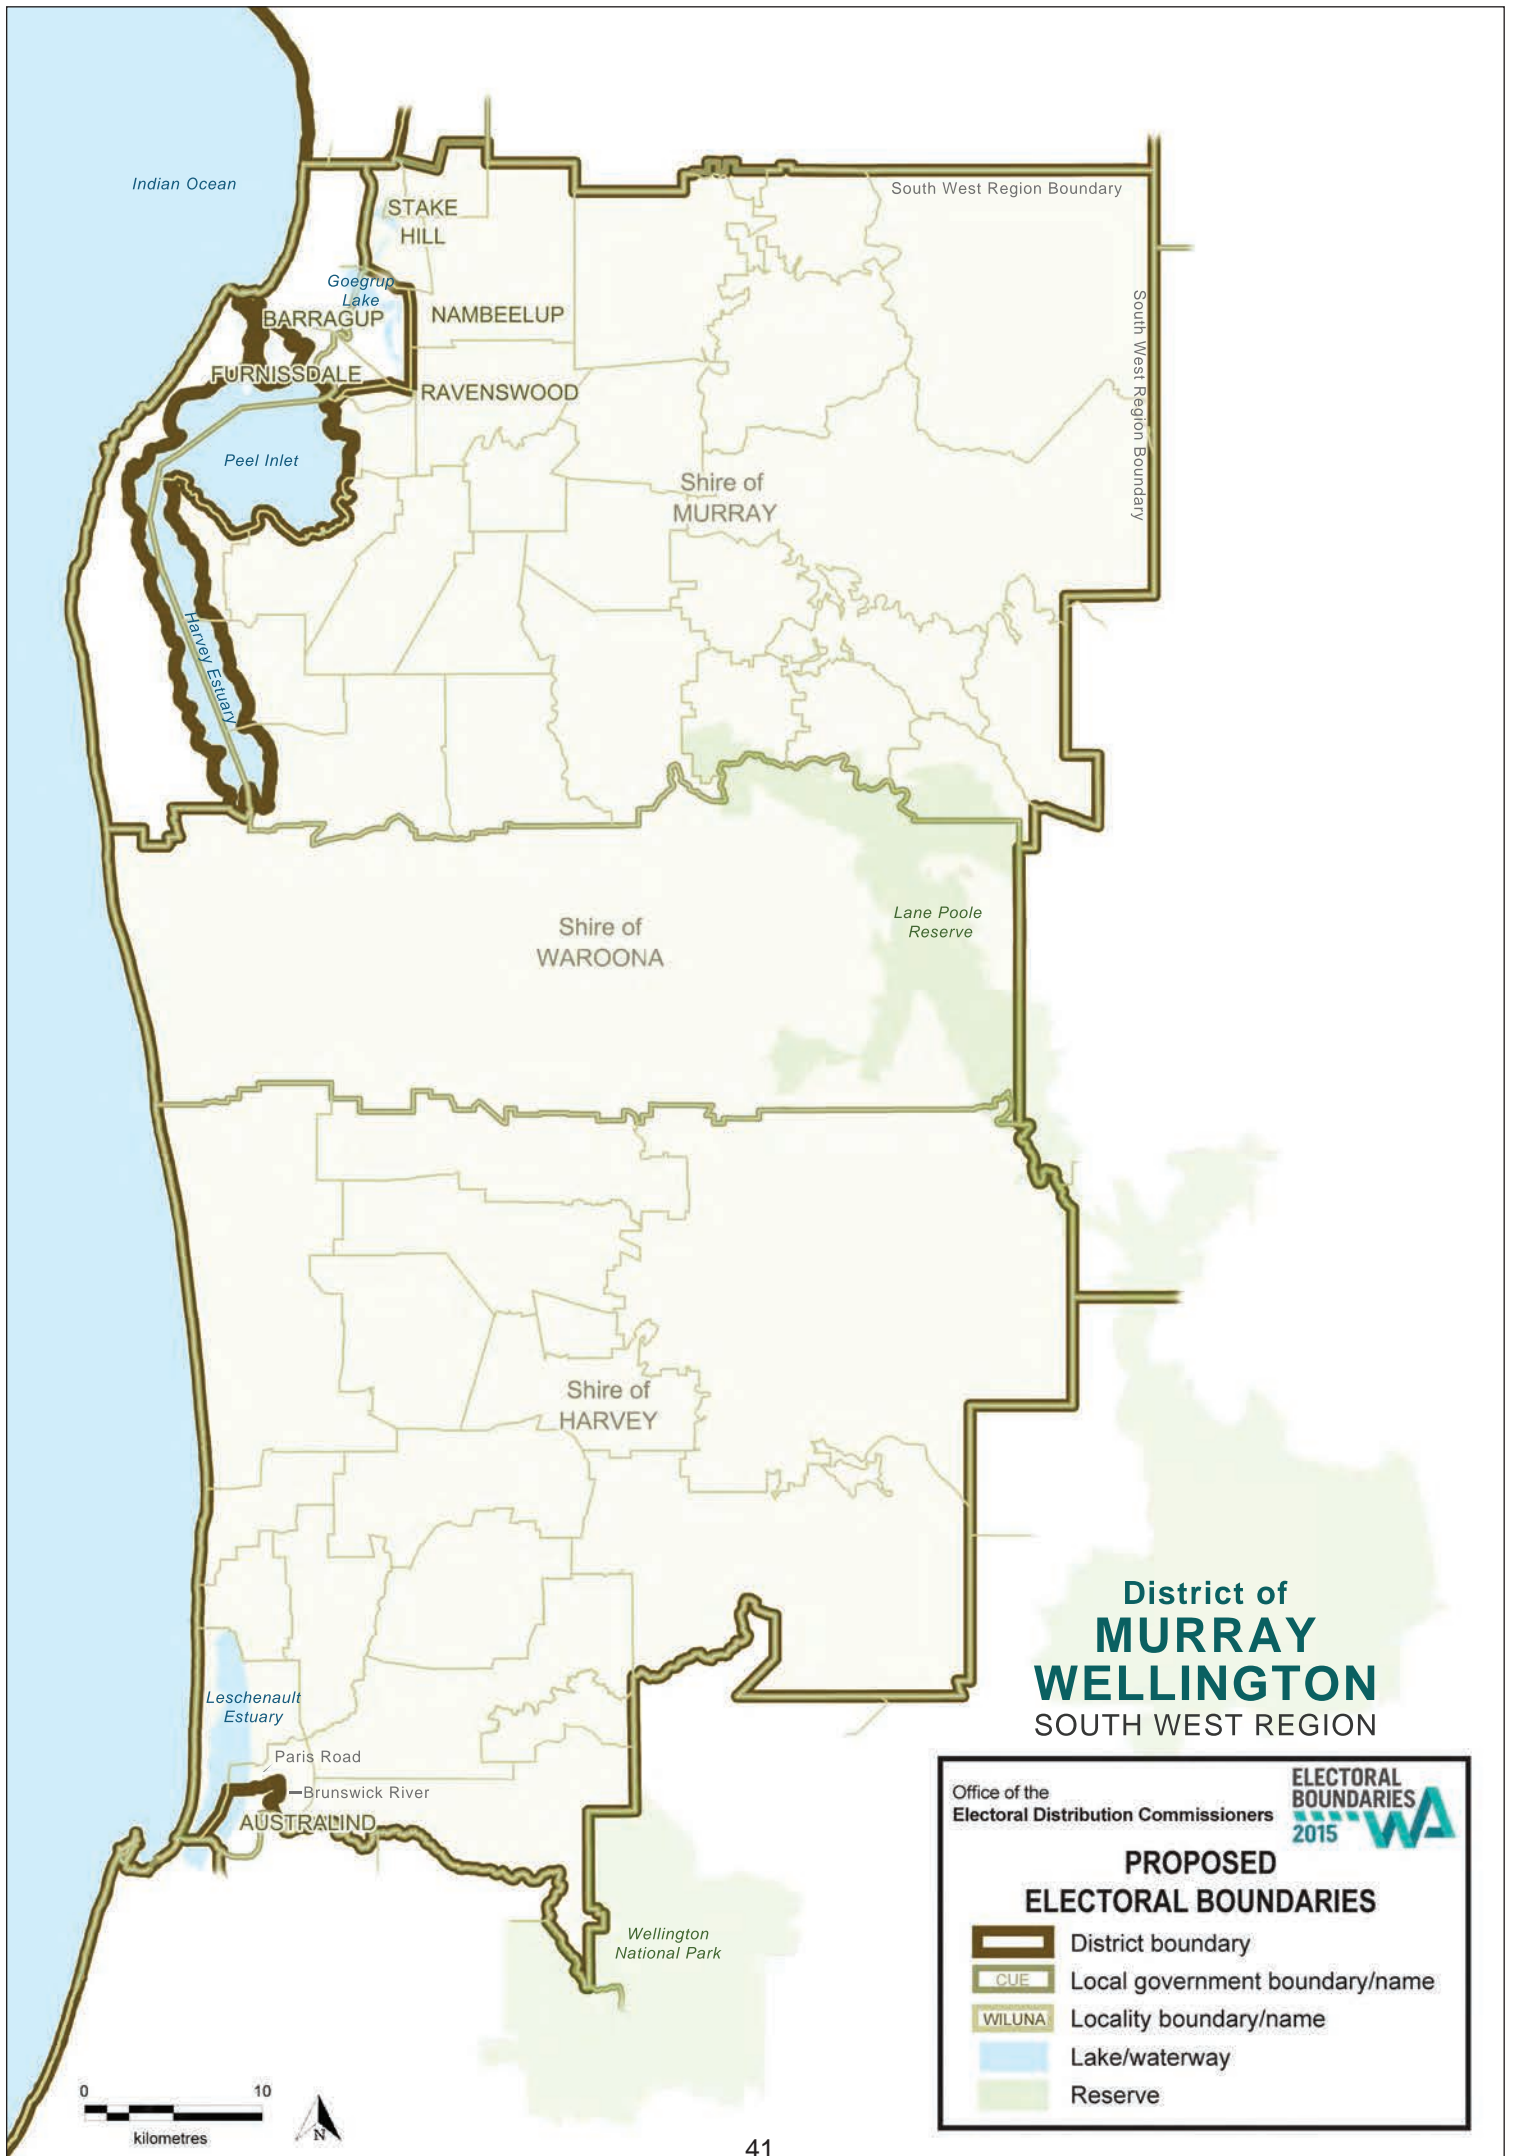 Indian Ocean
South West Region Boundary
STAKE
HILL
Goegrup
Lake
BARRAGUP
NAMBEELUP
South West Region Boundary
FURNISSDALE
RAVENSWOOD
Peel Inlet
Shire of
MURRAY
Harvey Estuary
Lane Poole
Reserve
Shire of
WAROONA
Shire of
HARVEY
District of
MURRAY
WELLINGTON
SOUTH WEST REGION
Leschenault
Estuary
Paris Road
Brunswick River
AUSTRALIND
Wellington
National Park
Office of the
Electoral Distribution Commissioners
ELECTORAL
BOUNDARIES
2015 WA
PROPOSED
ELECTORAL BOUNDARIES
District boundary
CUE Local government boundary/name
WILUNA Locality boundary/name
Lake/waterway
Reserve
0 10
kilometres
N
41